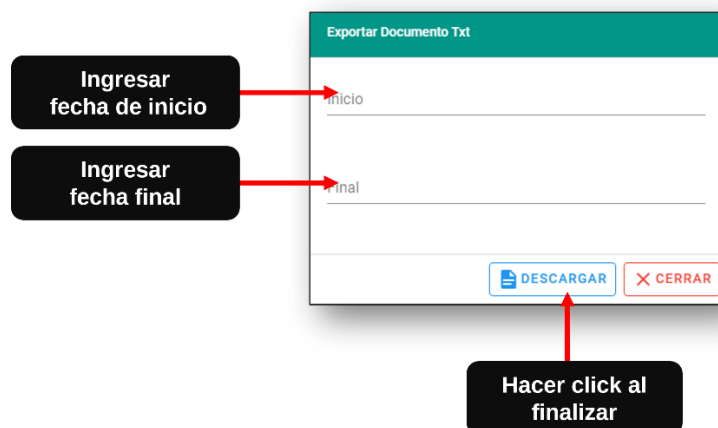 Exportar Documento Txt
Ingresar
fecha de inicio
Inicio
Ingresar
fecha final
Final
DESCARGAR
CERRAR
Hacer click al
finalizar